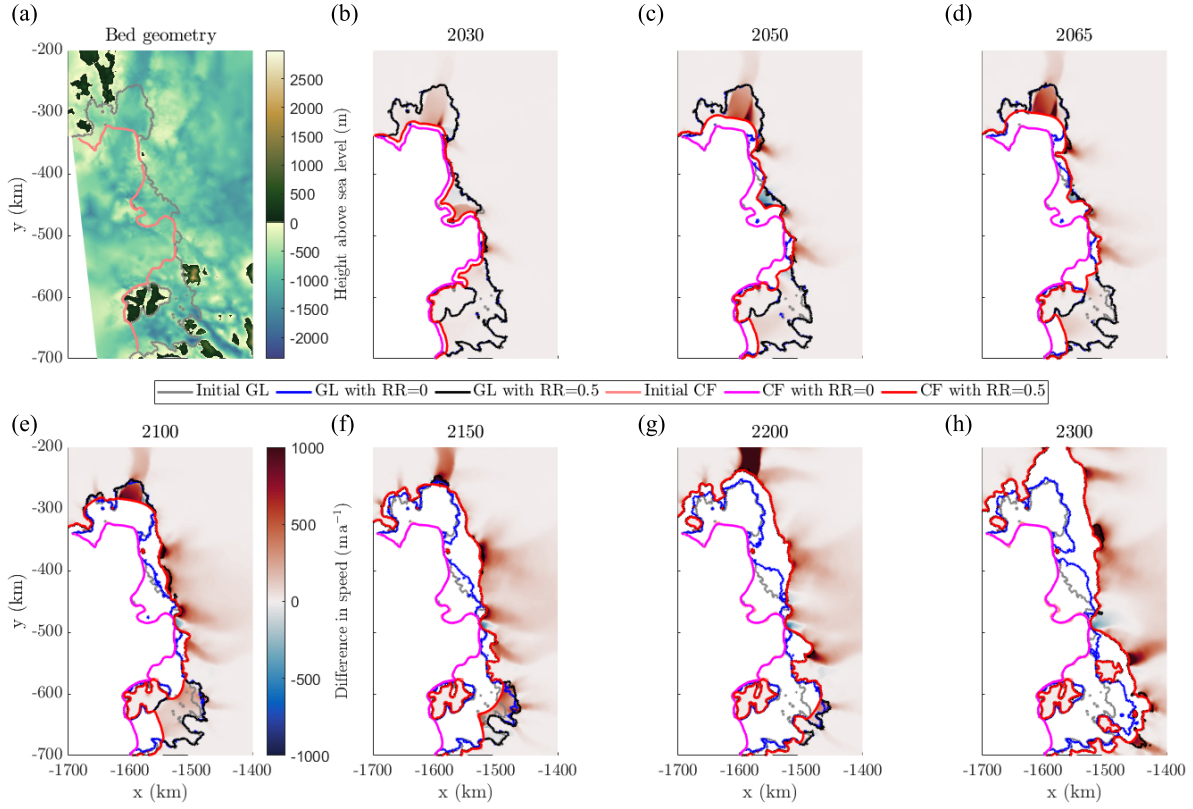 (a)
(b)
(c)
(d)
Bed geometry
2030
2050
2065
-200
-300
-400
-500
-600
-700
y (km)
2500
2000
1500
1000
500
0
-500
-1000
-1500
-2000
Height above sea level (m)
Initial GL
GL with RR=0
GL with RR=0.5
Initial CF
CF with RR=0
CF with RR=0.5
(e)
(f)
(g)
(h)
2100
2150
2200
2300
-200
-300
-400
-500
-600
-700
y (km)
1000
500
0
-500
-1000
Difference in speed (m a⁻¹)
-1700 -1600 -1500 -1400
-1700 -1600 -1500 -1400
-1700 -1600 -1500 -1400
-1700 -1600 -1500 -1400
x (km)
x (km)
x (km)
x (km)